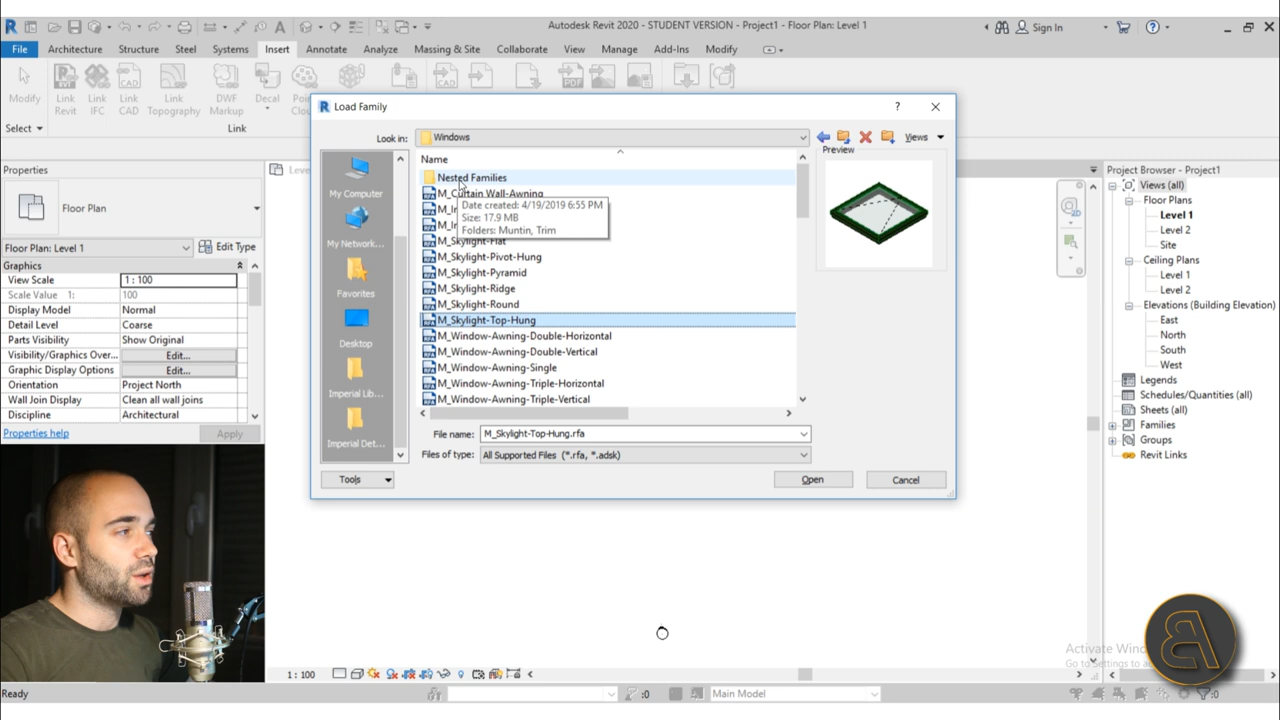 Autodesk Revit 2020 - STUDENT VERSION - Project1 - Floor Plan: Level 1
Sign In
File Architecture Structure Steel Systems Insert Annotate Analyze Massing & Site Collaborate View Manage Add-Ins Modify
Modify
Link Revit
Link IFC
Link CAD
Link Topography
DWF Markup
Decal
Select
Link
Load Family
Look in: Windows
Views
Name
Preview
My Computer
My Network...
Favorites
Desktop
Imperial Lib...
Imperial Det...
Nested Families
M_Curtain Wall-Awning
Date created: 4/19/2019 6:55 PM
Size: 17.9 MB
Folders: Muntin, Trim
M_Skylight-Flat
M_Skylight-Pivot-Hung
M_Skylight-Pyramid
M_Skylight-Ridge
M_Skylight-Round
M_Skylight-Top-Hung
M_Window-Awning-Double-Horizontal
M_Window-Awning-Double-Vertical
M_Window-Awning-Single
M_Window-Awning-Triple-Horizontal
M_Window-Awning-Triple-Vertical
File name: M_Skylight-Top-Hung.rfa
Files of type: All Supported Files (*.rfa, *.adsk)
Tools
Open
Cancel
Properties
Floor Plan
Floor Plan: Level 1
Edit Type
Graphics
View Scale 1 : 100
Scale Value 1: 100
Display Model Normal
Detail Level Coarse
Parts Visibility Show Original
Visibility/Graphics Over... Edit...
Graphic Display Options Edit...
Orientation Project North
Wall Join Display Clean all wall joins
Discipline Architectural
Properties help
Apply
Project Browser - Project1
Views (all)
Floor Plans
Level 1
Level 2
Site
Ceiling Plans
Level 1
Level 2
Elevations (Building Elevation)
East
North
South
West
Legends
Schedules/Quantities (all)
Sheets (all)
Families
Groups
Revit Links
1 : 100
Ready
:0
Main Model
:0